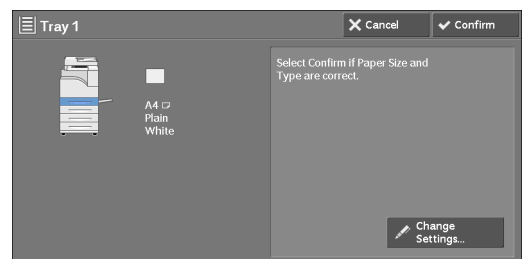 Tray 1
Cancel
Confirm
Select Confirm if Paper Size and
Type are correct.
A4
Plain
White
Change
Settings...